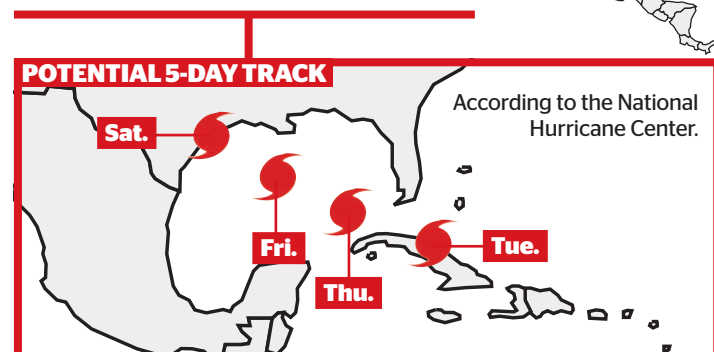 POTENTIAL 5-DAY TRACK
According to the National
Hurricane Center.
Sat.
Fri.
Thu.
Tue.